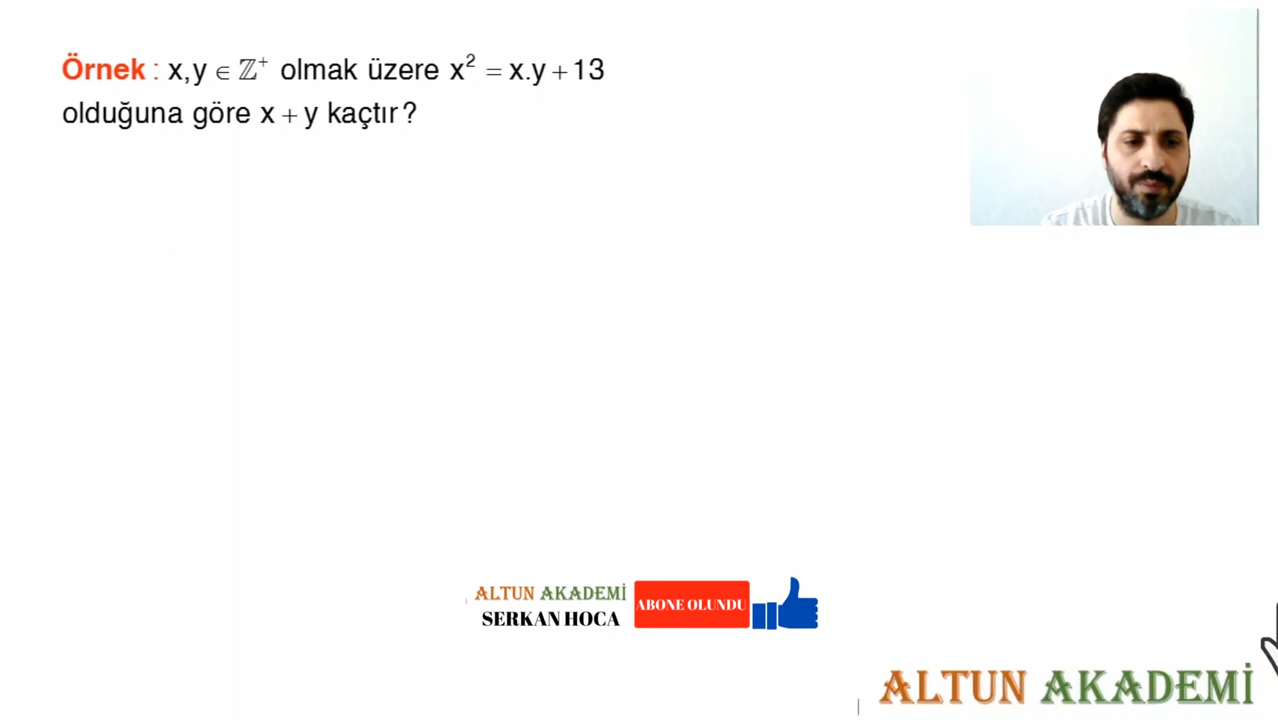 Örnek : x,y ∈ ℤ⁺ olmak üzere x² = x.y + 13
olduğuna göre x + y kaçtır ?
ALTUN AKADEMİ
SERKAN HOCA
ABONE OLUNDU
ALTUN AKADEMİ